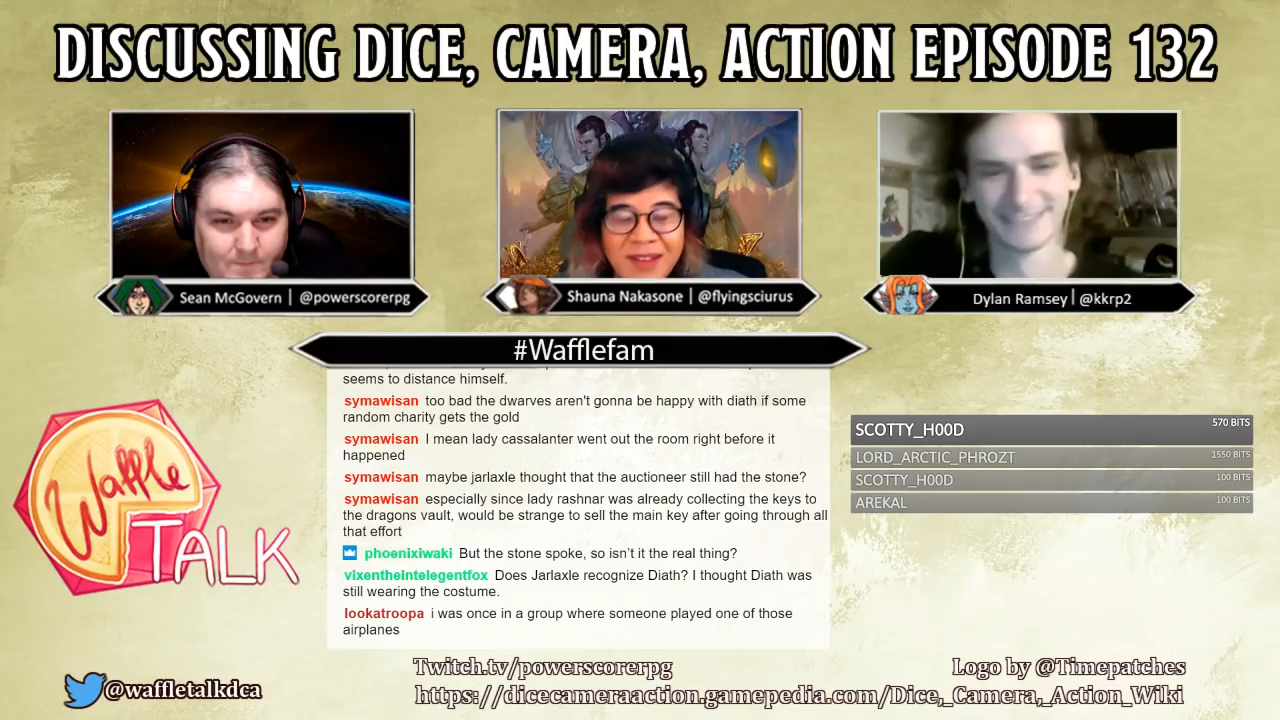 DISCUSSING DICE, CAMERA, ACTION EPISODE 132
Sean McGovern | @powerscorerpg
Shauna Nakasone | @flyingsciurus
Dylan Ramsey | @kkrp2
#Wafflefam
seems to distance himself.
symawisan too bad the dwarves aren't gonna be happy with diath if some
random charity gets the gold
symawisan I mean lady cassalanter went out the room right before it
happened
symawisan maybe jarlaxle thought that the auctioneer still had the stone?
symawisan especially since lady rashnar was already collecting the keys to
the dragons vault, would be strange to sell the main key after going through all
that effort
phoenixiwaki But the stone spoke, so isn't it the real thing?
vixentheintelegentfox Does Jarlaxle recognize Diath? I thought Diath was
still wearing the costume.
lookatroopa i was once in a group where someone played one of those
airplanes
Waffle
TALK
SCOTTY_H00D 570 BITS
LORD_ARCTIC_PHROZT 1550 BITS
SCOTTY_H00D 100 BITS
AREKAL 100 BITS
@waffletalkdca
Twitch.tv/powerscorerpg
Logo by @Timepatches
https://dicecameraaction.gamepedia.com/Dice,_Camera,_Action_Wiki